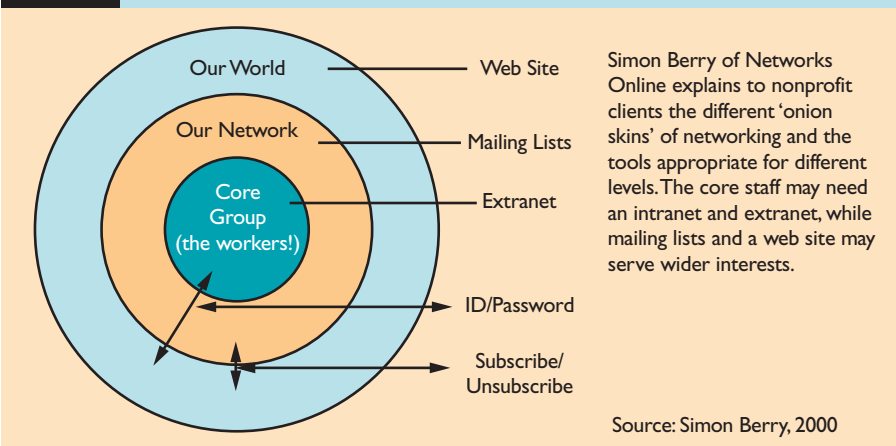 Our World
Web Site
Our Network
Mailing Lists
Core
Group
(the workers!)
Extranet
ID/Password
Subscribe/
Unsubscribe
Simon Berry of Networks
Online explains to nonprofit
clients the different ‘onion
skins’ of networking and the
tools appropriate for different
levels. The core staff may need
an intranet and extranet, while
mailing lists and a web site may
serve wider interests.
Source: Simon Berry, 2000